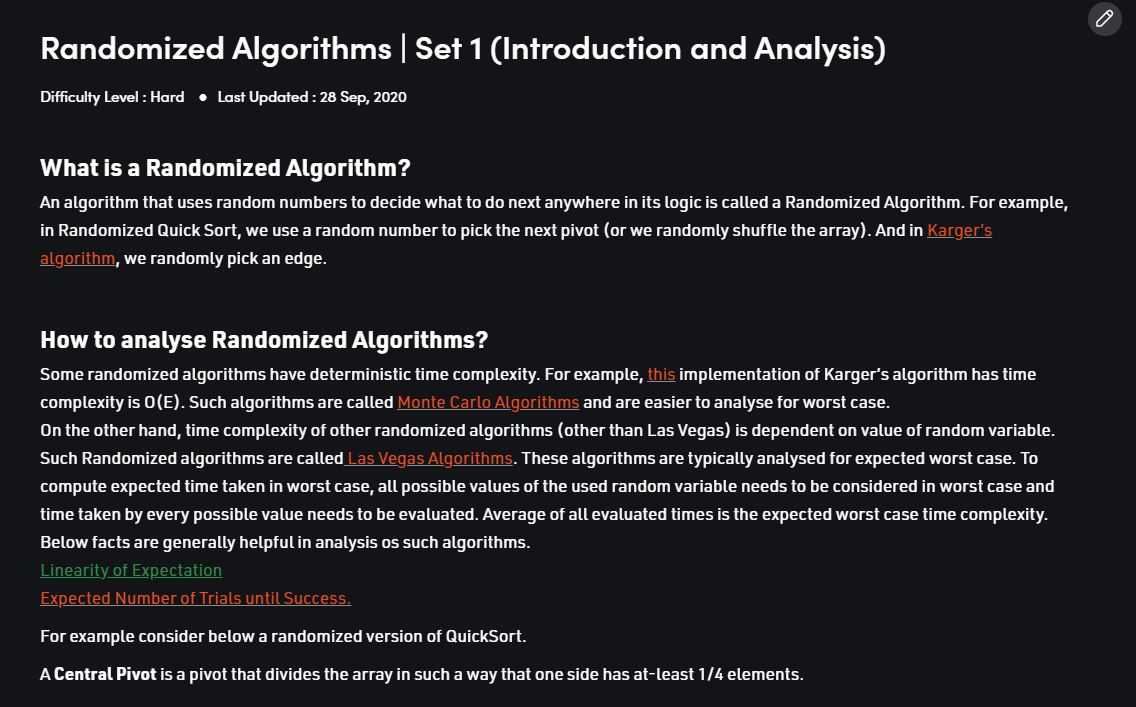 Randomized Algorithms | Set 1 (Introduction and Analysis)
Difficulty Level : Hard ● Last Updated : 28 Sep, 2020
What is a Randomized Algorithm?
An algorithm that uses random numbers to decide what to do next anywhere in its logic is called a Randomized Algorithm. For example,
in Randomized Quick Sort, we use a random number to pick the next pivot (or we randomly shuffle the array). And in Karger’s
algorithm, we randomly pick an edge.
How to analyse Randomized Algorithms?
Some randomized algorithms have deterministic time complexity. For example, this implementation of Karger’s algorithm has time
complexity is O(E). Such algorithms are called Monte Carlo Algorithms and are easier to analyse for worst case.
On the other hand, time complexity of other randomized algorithms (other than Las Vegas) is dependent on value of random variable.
Such Randomized algorithms are called Las Vegas Algorithms. These algorithms are typically analysed for expected worst case. To
compute expected time taken in worst case, all possible values of the used random variable needs to be considered in worst case and
time taken by every possible value needs to be evaluated. Average of all evaluated times is the expected worst case time complexity.
Below facts are generally helpful in analysis os such algorithms.
Linearity of Expectation
Expected Number of Trials until Success.
For example consider below a randomized version of QuickSort.
A Central Pivot is a pivot that divides the array in such a way that one side has at-least 1/4 elements.